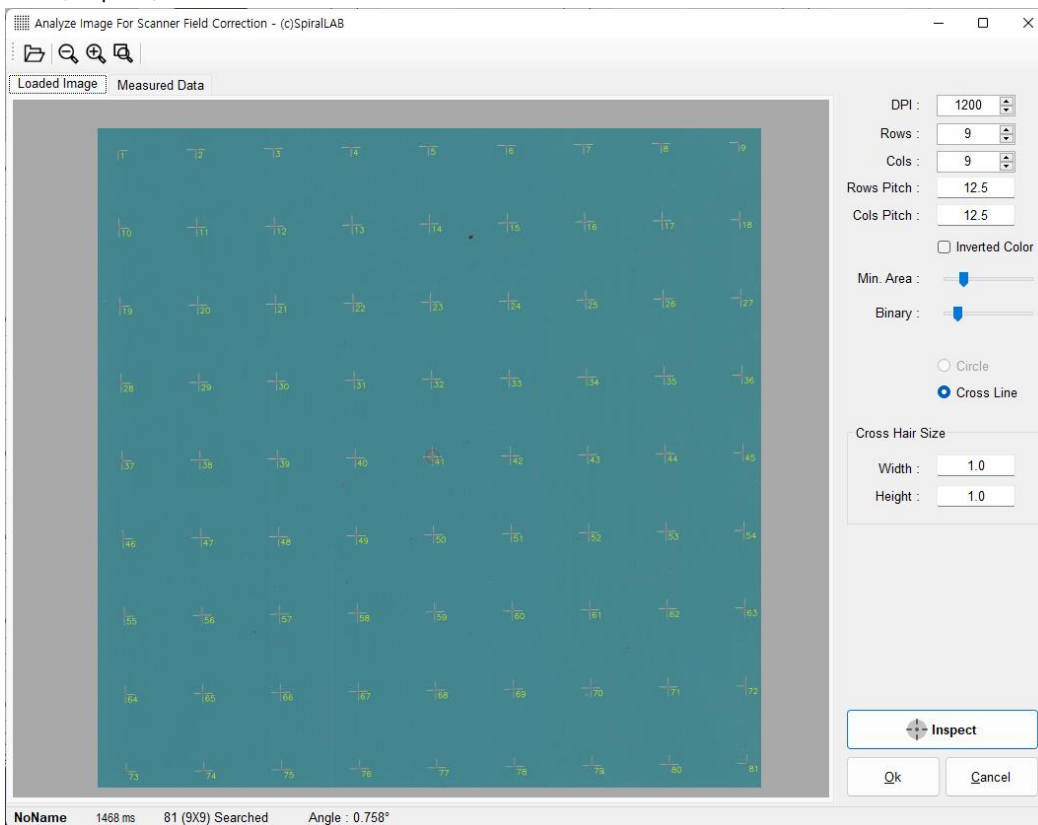 Analyze Image For Scanner Field Correction - (c)SpiralLAB
Loaded Image Measured Data
DPI : 1200
Rows : 9
Cols : 9
Rows Pitch : 12.5
Cols Pitch : 12.5
Inverted Color
Min. Area :
Binary :
Circle
Cross Line
Cross Hair Size
Width : 1.0
Height : 1.0
Inspect
Ok Cancel
1 2 3 4 5 6 7 8 9
10 11 12 13 14 15 16 17 18
19 20 21 22 23 24 25 26 27
28 29 30 31 32 33 34 35 36
37 38 39 40 41 42 43 44 45
46 47 48 49 50 51 52 53 54
55 56 57 58 59 60 61 62 63
64 65 66 67 68 69 70 71 72
73 74 75 76 77 78 79 80 81
NoName 1468 ms 81 (9X9) Searched Angle : 0.758°